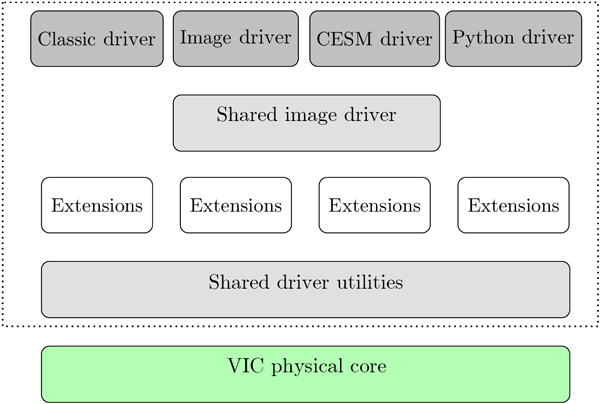 Classic driver
Image driver
CESM driver
Python driver
Shared image driver
Extensions
Extensions
Extensions
Extensions
Shared driver utilities
VIC physical core